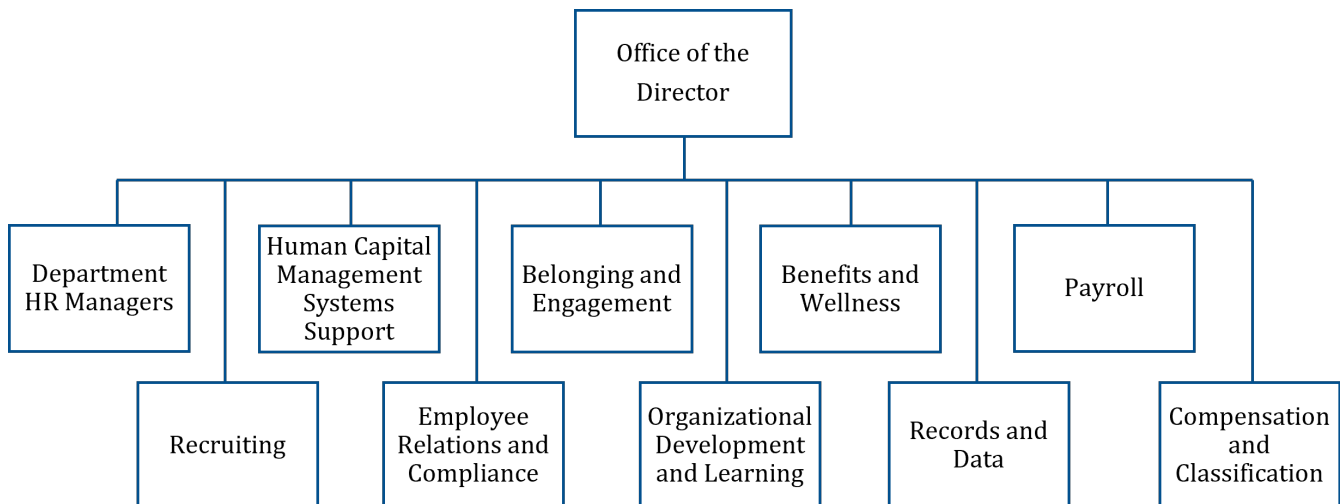 Office of the
Director
Department
HR Managers
Human Capital
Management
Systems
Support
Belonging and
Engagement
Benefits and
Wellness
Payroll
Recruiting
Employee
Relations and
Compliance
Organizational
Development
and Learning
Records and
Data
Compensation
and
Classification